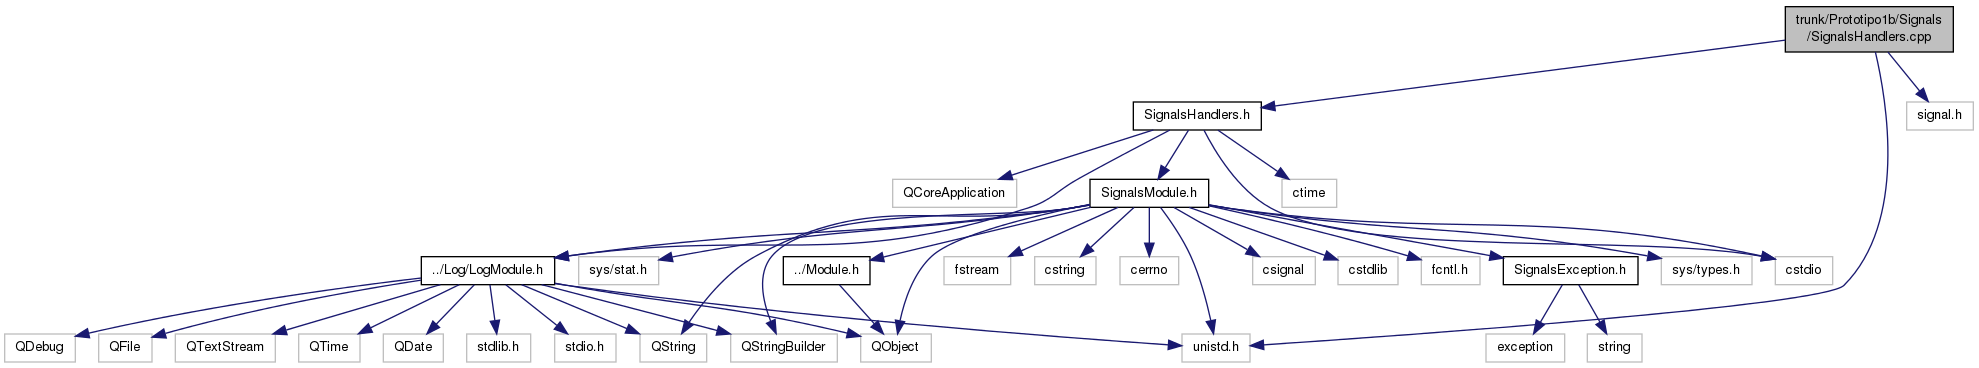 trunk/Prototipo1b/Signals
/SignalsHandlers.cpp
SignalsHandlers.h
signal.h
QCoreApplication
SignalsModule.h
ctime
../Log/LogModule.h
sys/stat.h
../Module.h
fstream
cstring
cerrno
csignal
cstdlib
fcntl.h
SignalsException.h
sys/types.h
cstdio
QDebug
QFile
QTextStream
QTime
QDate
stdlib.h
stdio.h
QString
QStringBuilder
QObject
unistd.h
exception
string